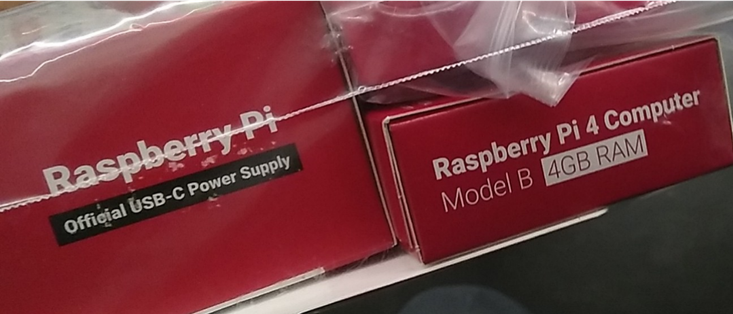 Raspberry Pi
Official USB-C Power Supply
Raspberry Pi 4 Computer
Model B 4GB RAM